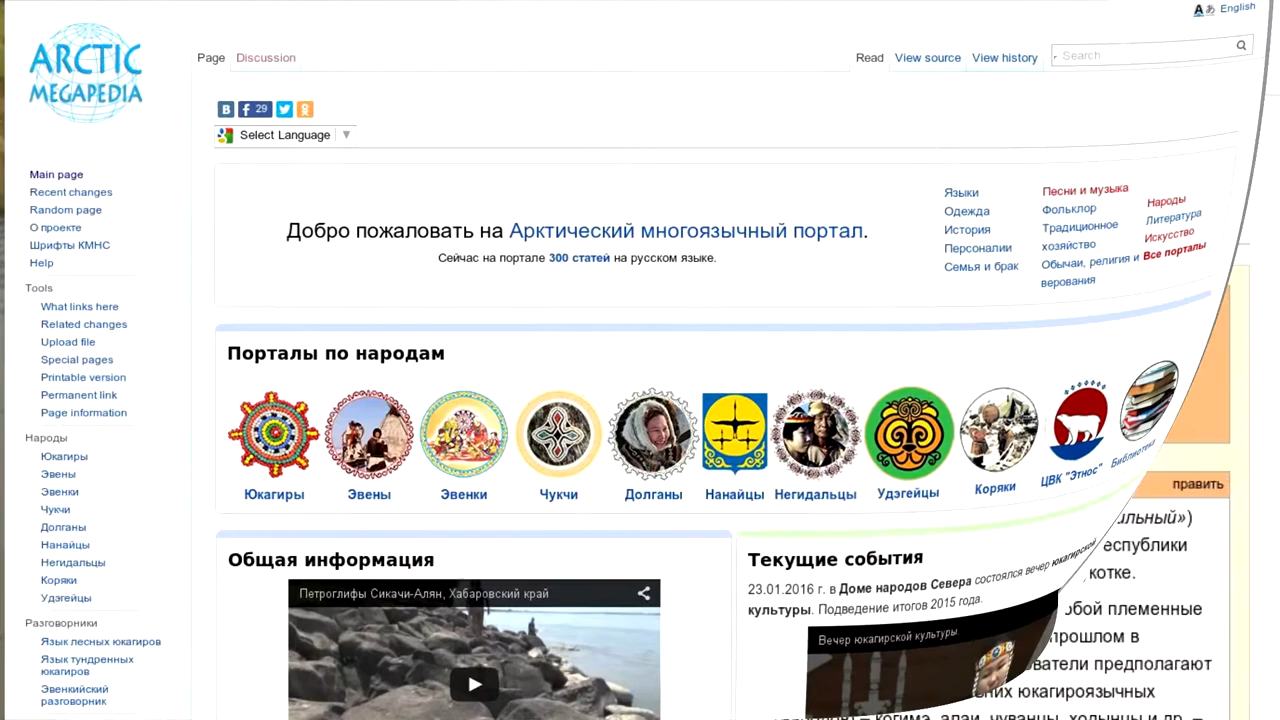 ARCTIC
MEGAPEDIA
English
Page Discussion
Read View source View history
Search
29
Select Language
Main page
Recent changes
Random page
О проекте
Шрифты КМНС
Help
Tools
What links here
Related changes
Upload file
Special pages
Printable version
Permanent link
Page information
Народы
Юкагиры
Эвены
Эвенки
Чукчи
Долганы
Нанайцы
Негидальцы
Коряки
Удэгейцы
Разговорники
Язык лесных юкагиров
Язык тундренных
юкагиров
Эвенкийский
разговорник
Добро пожаловать на Арктический многоязычный портал.
Сейчас на портале 300 статей на русском языке.
Языки
Одежда
История
Персоналии
Семья и брак
Песни и музыка
Фольклор
Традиционное
хозяйство
Обычаи, религия и
верования
Народы
Литература
Искусство
Все порталы
Порталы по народам
Юкагиры Эвены Эвенки Чукчи Долганы Нанайцы Негидальцы Удэгейцы Коряки ЦВК "Этнос" Библиотека
Общая информация
Петроглифы Сикачи-Алян, Хабаровский край
Текущие события
23.01.2016 г. в Доме народов Севера состоялся вечер юкагирской
культуры. Подведение итогов 2015 года.
Вечер юкагирской культуры.
править
котке.
прошлом в
предполагают
юкагироязычных
алаи, чуванцы, ходынцы и др. –